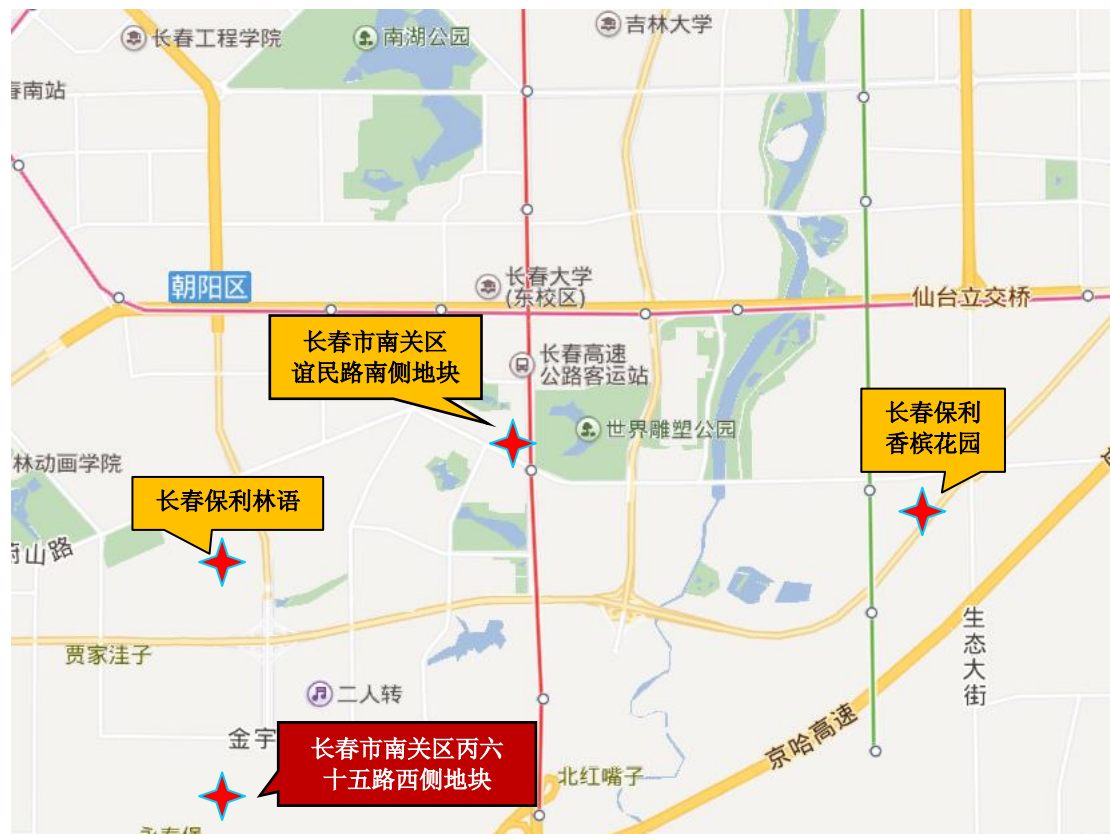 长春工程学院
南湖公园
吉林大学
春南站
朝阳区
长春大学
(东校区)
仙台立交桥
长春市南关区
谊民路南侧地块
长春高速
公路客运站
长春保利
香槟花园
世界雕塑公园
林动画学院
长春保利林语
山路
贾家洼子
生态大街
二人转
金宇
长春市南关区丙六
十五路西侧地块
京哈高速
北红嘴子